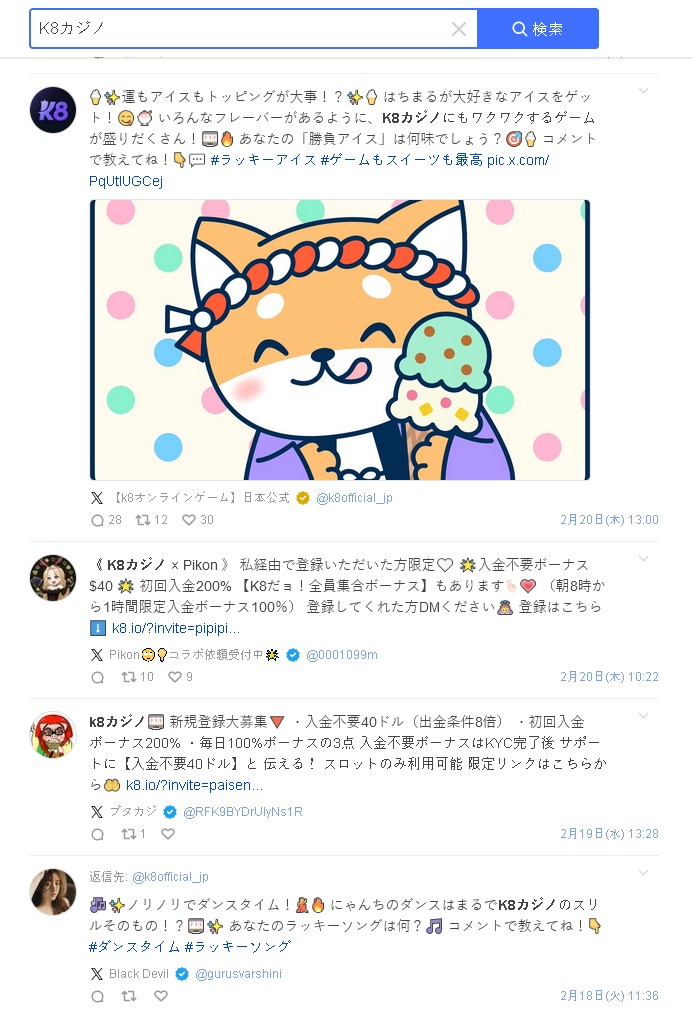 K8カジノ
検索
K8
運もアイスもトッピングが大事！？ はちまるが大好きなアイスをゲッ
ト！ いろんなフレーバーがあるように、K8カジノにもワクワクするゲーム
が盛りだくさん！ あなたの「勝負アイス」は何味でしょう？ コメント
で教えてね！ #ラッキーアイス #ゲームもスイーツも最高 pic.x.com/
PqUtlUGCej
【k8オンラインゲーム】日本公式 @k8official_jp
28 12 30 2月20日(木) 13:00
《 K8カジノ × Pikon 》 私経由で登録いただいた方限定♡ 入金不要ボーナス
$40 初回入金200% 【K8だョ！全員集合ボーナス】もあります （朝8時か
ら1時間限定入金ボーナス100％） 登録してくれた方DMください 登録はこちら
k8.io/?invite=pipipi...
Pikon コラボ依頼受付中 @0001099m
10 9 2月20日(木) 10:22
k8カジノ 新規登録大募集 ・入金不要40ドル（出金条件8倍） ・初回入金
ボーナス200% ・毎日100%ボーナスの3点 入金不要ボーナスはKYC完了後 サポー
トに【入金不要40ドル】と 伝える！ スロットのみ利用可能 限定リンクはこちらか
ら k8.io/?invite=paisen...
ブタカジ @RFK9BYDrUlyNs1R
1 2月19日(水) 13:28
返信先: @k8official_jp
ノリノリでダンスタイム！ にゃんちのダンスはまるでK8カジノのスリ
ルそのもの！？ あなたのラッキーソングは何？ コメントで教えてね！
#ダンスタイム #ラッキーソング
Black Devil @gurusvarshini
2月18日(火) 11:36